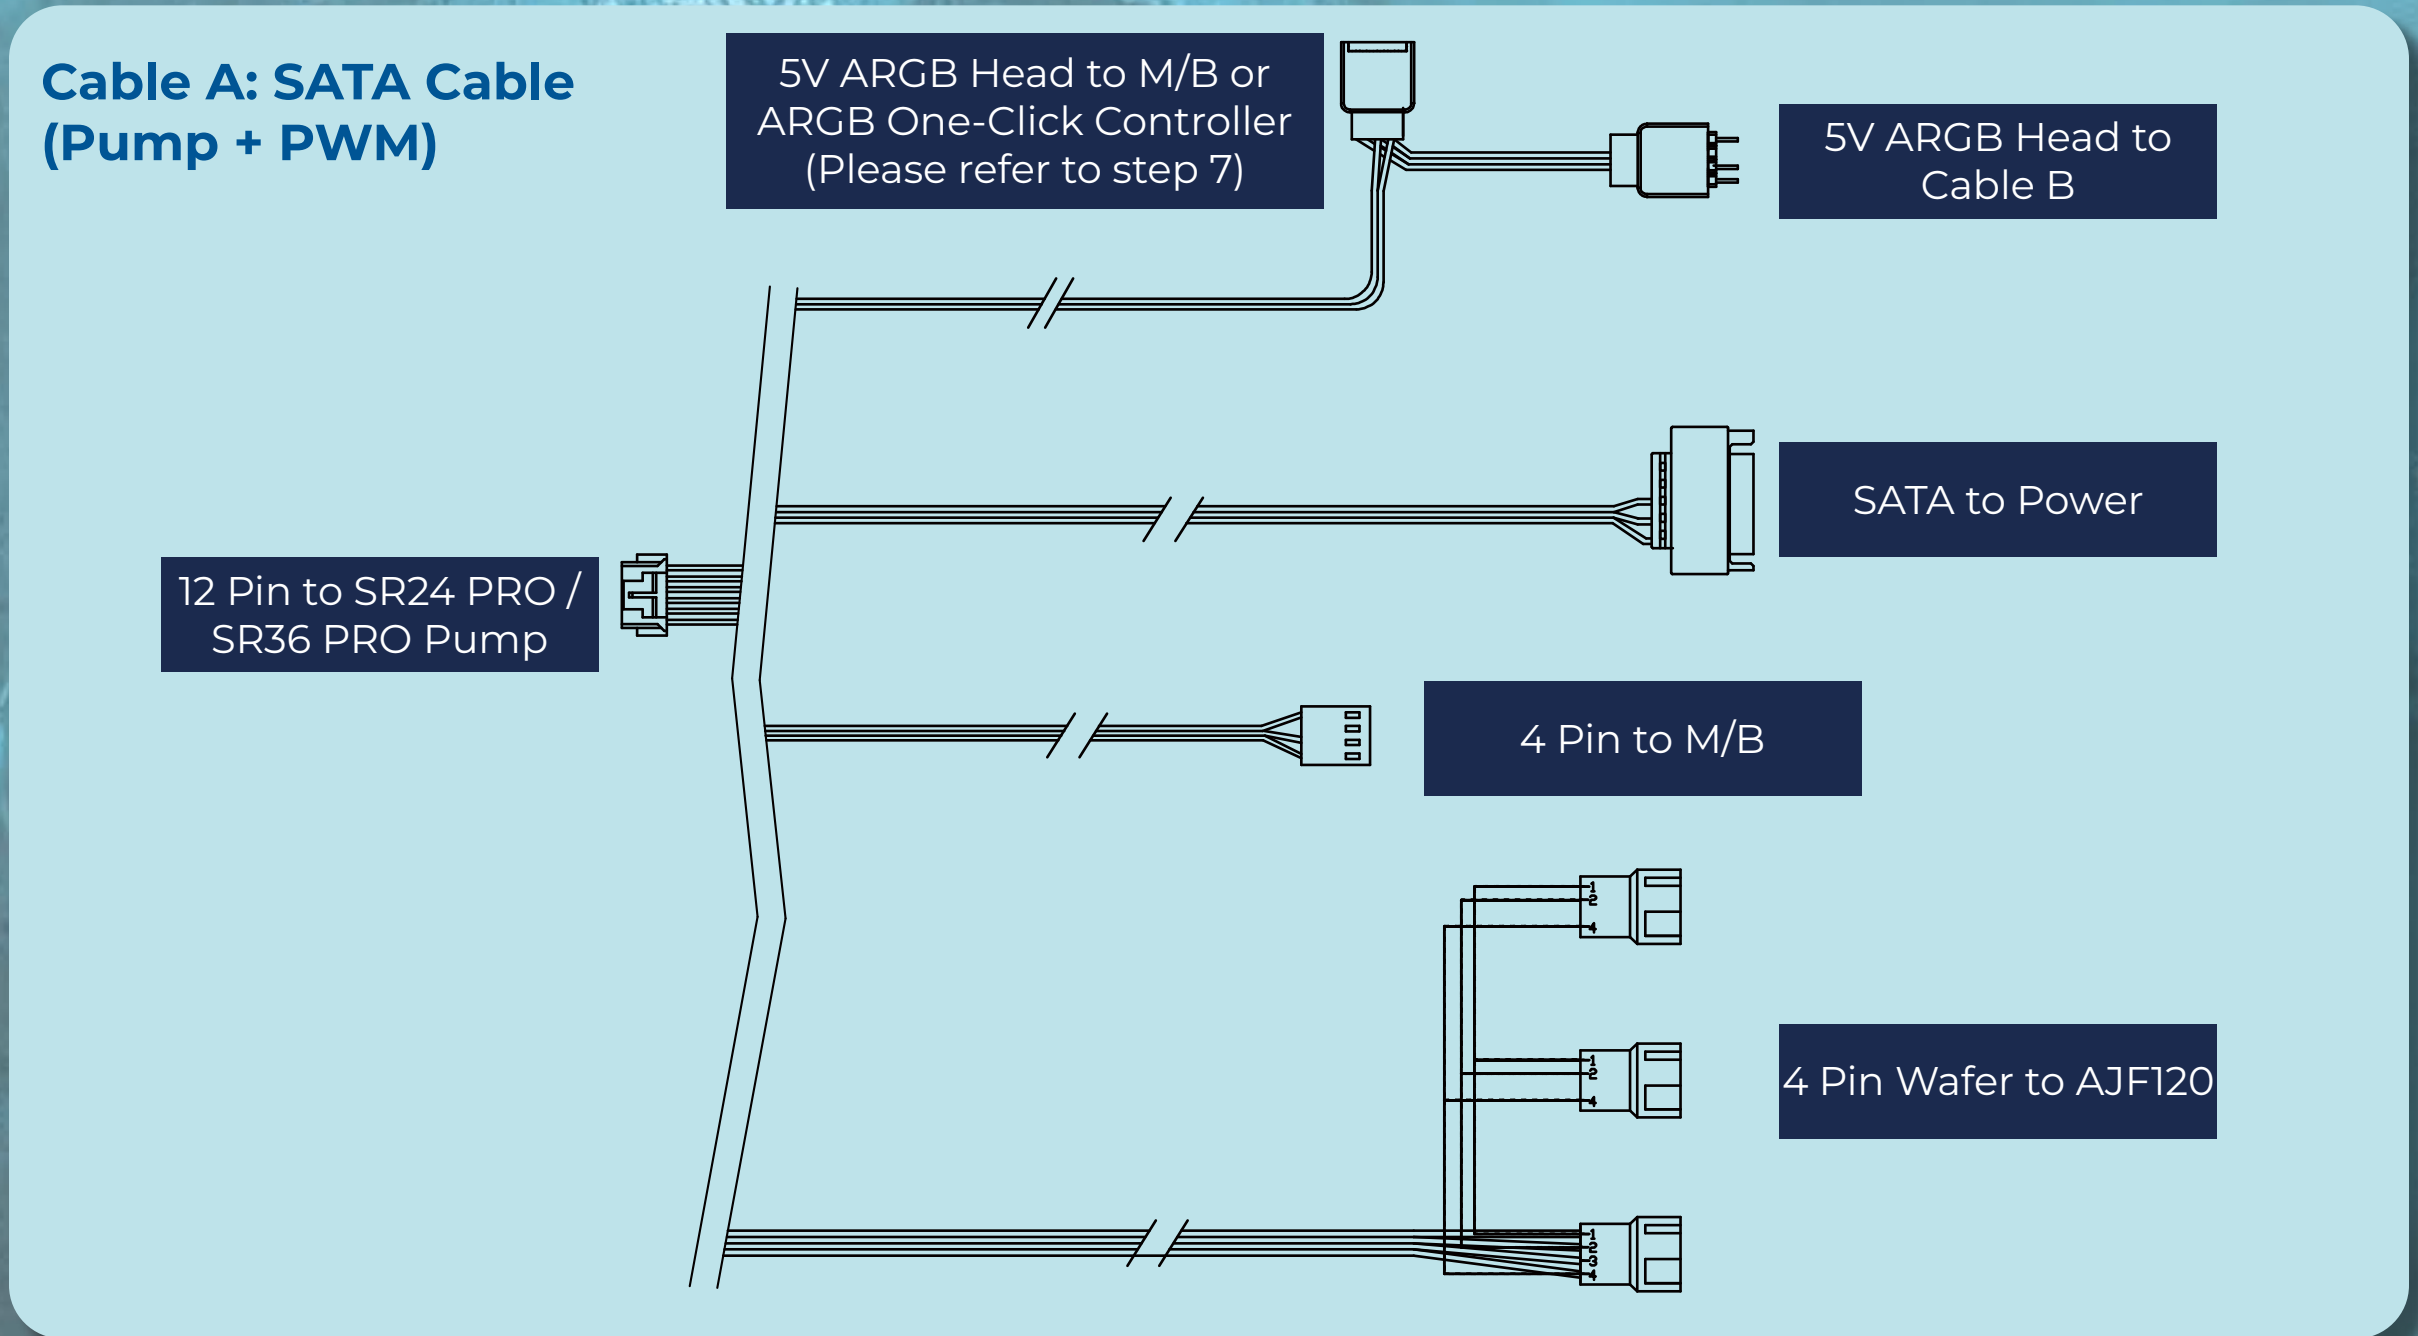 Cable A: SATA Cable
(Pump + PWM)
5V ARGB Head to M/B or
ARGB One-Click Controller
(Please refer to step 7)
5V ARGB Head to
Cable B
SATA to Power
12 Pin to SR24 PRO /
SR36 PRO Pump
4 Pin to M/B
1
2
4
1
2
4
4 Pin Wafer to AJF120
1
2
3
4